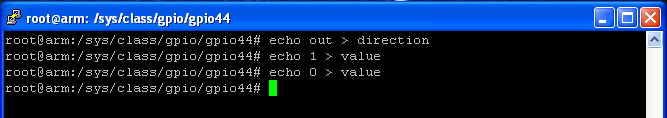 root@arm: /sys/class/gpio/gpio44
root@arm:/sys/class/gpio/gpio44# echo out > direction
root@arm:/sys/class/gpio/gpio44# echo 1 > value
root@arm:/sys/class/gpio/gpio44# echo 0 > value
root@arm:/sys/class/gpio/gpio44#